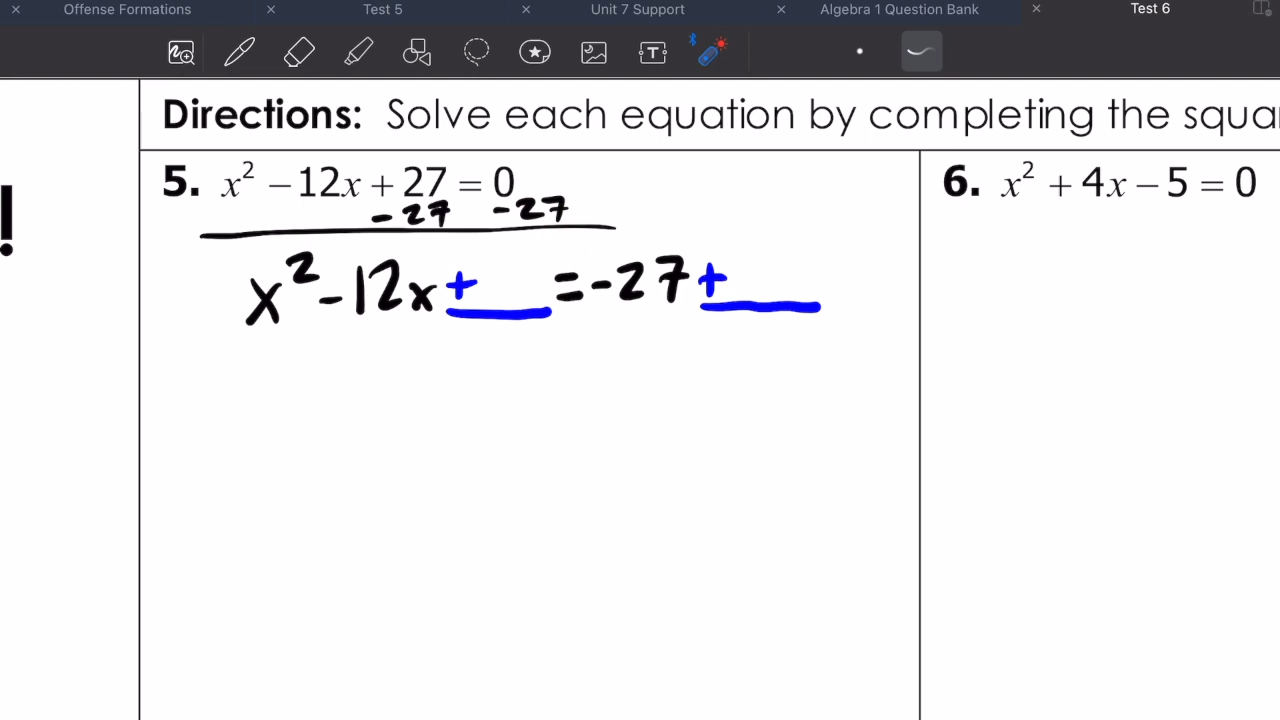 × Offense Formations × Test 5 × Unit 7 Support × Algebra 1 Question Bank × Test 6
T
Directions: Solve each equation by completing the squa
!
5. x² − 12x + 27 = 0
6. x² + 4x − 5 = 0
-27 -27
x² - 12x + ___ = -27 + ___